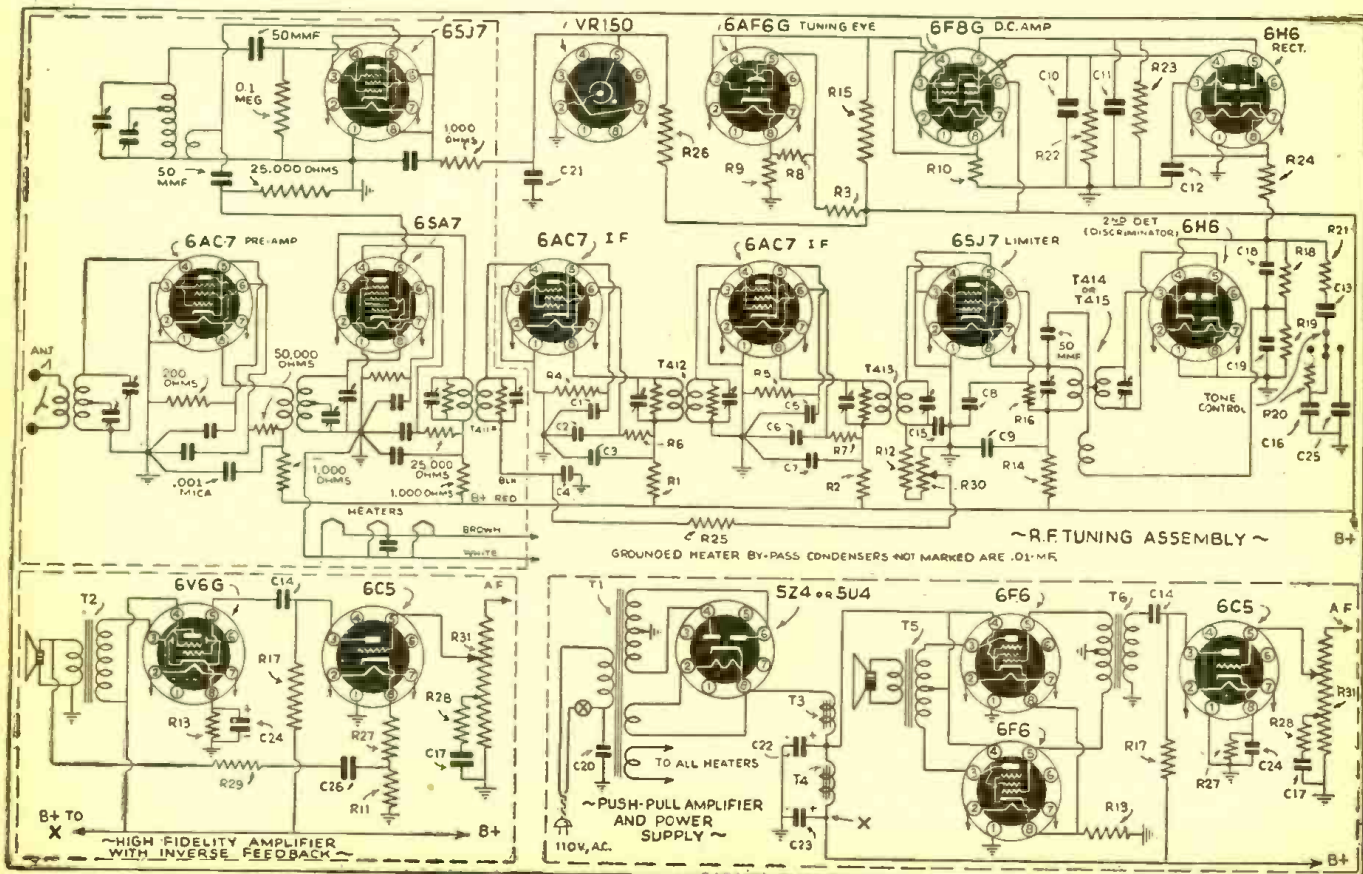 50 MMF
6SJ7
VR150
6AF6G TUNING EYE
6F8G D.C. AMP
6H6
RECT.
0.1
MEG
1000
OHMS
50
MMF
25,000 OHMS
C21
R26
R9
R8
R15
R3
R10
C10
C11
R22
R23
C12
R24
6AC7 PRE-AMP
6SA7
6AC7 I F
6AC7 I F
6SJ7 LIMITER
2ND DET
(DISCRIMINATOR)
6H6
R21
T414
OR
T415
C18
R18
C13
C19
R19
TONE
CONTROL
R20
C16
C25
ANT
200
OHMS
50,000
OHMS
.001
MICA
1,000
OHMS
25,000
OHMS
1,000 OHMS
T411
BLK
B+ RED
R4
C1
C2
C3
C4
R6
R1
T412
R5
C5
C6
C7
R7
R2
T413
C15
R12
R30
C8
C9
50
MMF
R16
R14
R25
HEATERS
BROWN
WHITE
~R.F. TUNING ASSEMBLY~
B+
GROUNDED HEATER BY-PASS CONDENSERS NOT MARKED ARE .01-MF.
T2
6V6G
C14
6C5
A.F.
R17
R31
R13
C24
R28
C17
R27
R29
C26
R11
B+ TO
X
B+
~HIGH FIDELITY AMPLIFIER
WITH INVERSE FEEDBACK~
T1
5Z4 OR 5U4
T3
C22
T4
C20
TO ALL HEATERS
~PUSH-PULL AMPLIFIER
AND POWER
SUPPLY~
C23
X
110V, A.C.
T5
6F6
6F6
T6
C14
6C5
A.F.
R31
R17
R28
R27
C24
C17
R13
B+